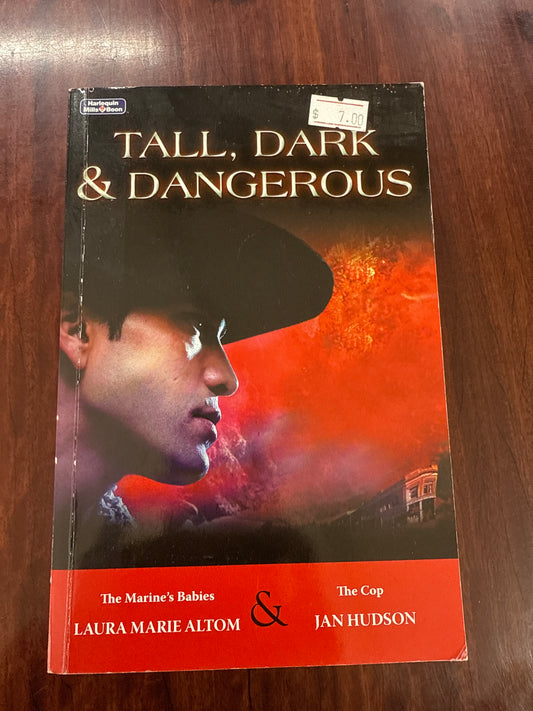 Harlequin
Mills & Boon
$ 7.00
TALL, DARK
& DANGEROUS
The Marine's Babies
LAURA MARIE ALTOM
&
The Cop
JAN HUDSON